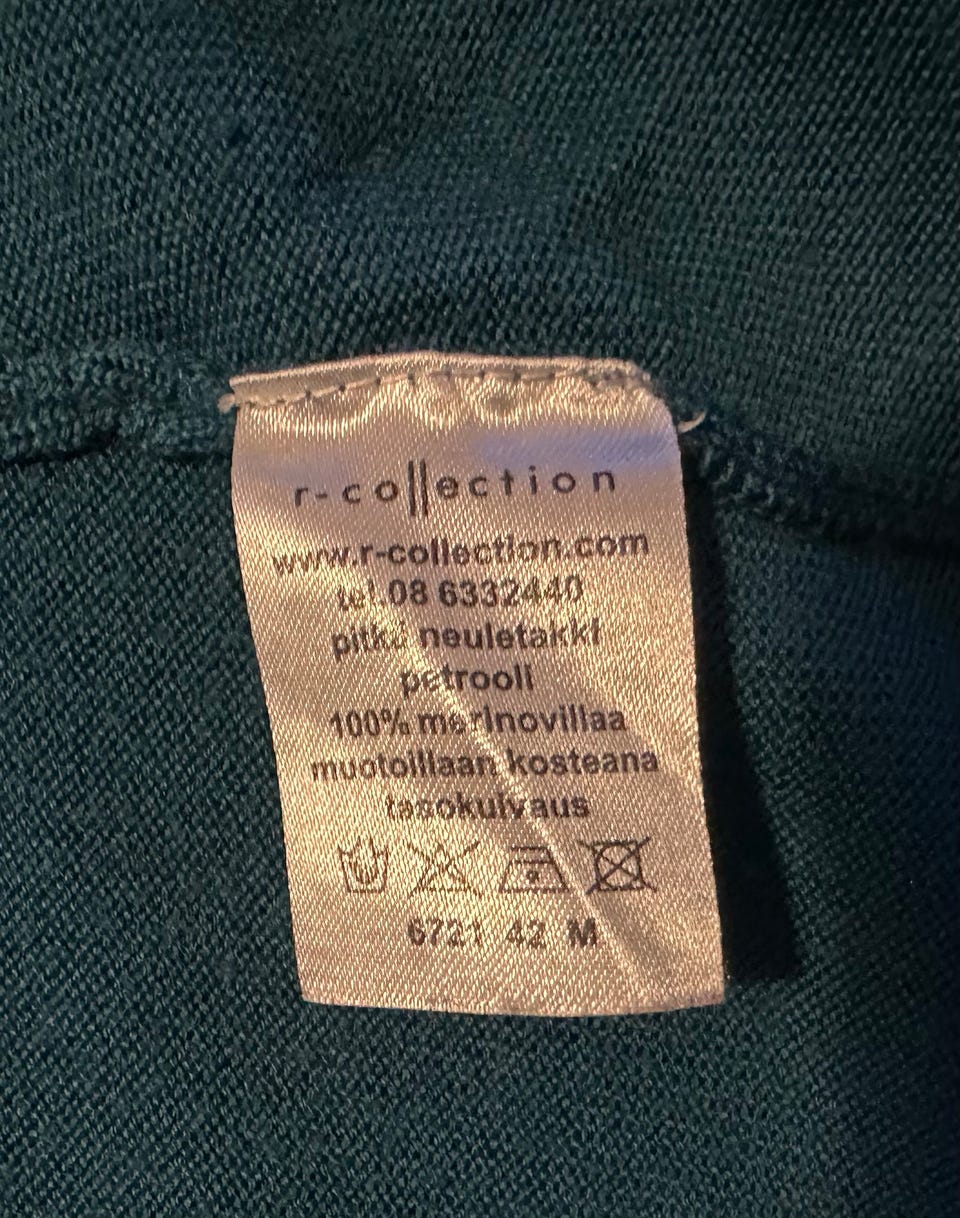 r-collection
www.r-collection.com
tel.08 6332440
pitkä neuletakki
petrooli
100% merinovillaa
muotoillaan kosteana
tasokuivaus
6721 42 M